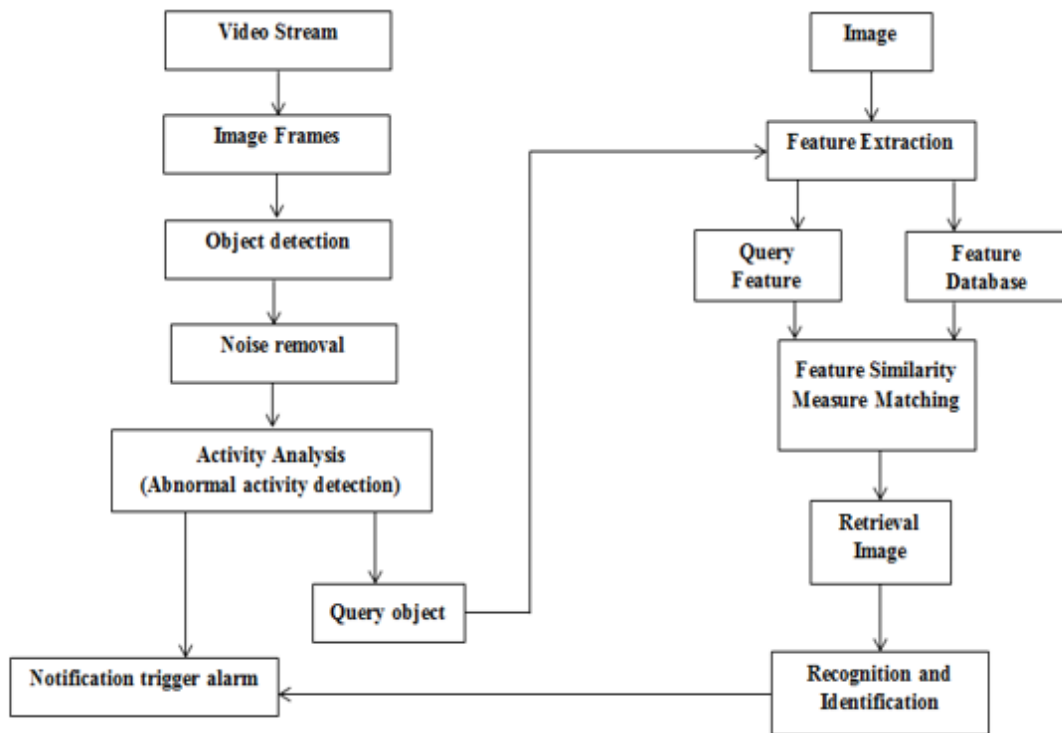 Video Stream
Image Frames
Object detection
Noise removal
Activity Analysis
(Abnormal activity detection)
Query object
Notification trigger alarm
Image
Feature Extraction
Query
Feature
Feature
Database
Feature Similarity
Measure Matching
Retrieval
Image
Recognition and
Identification